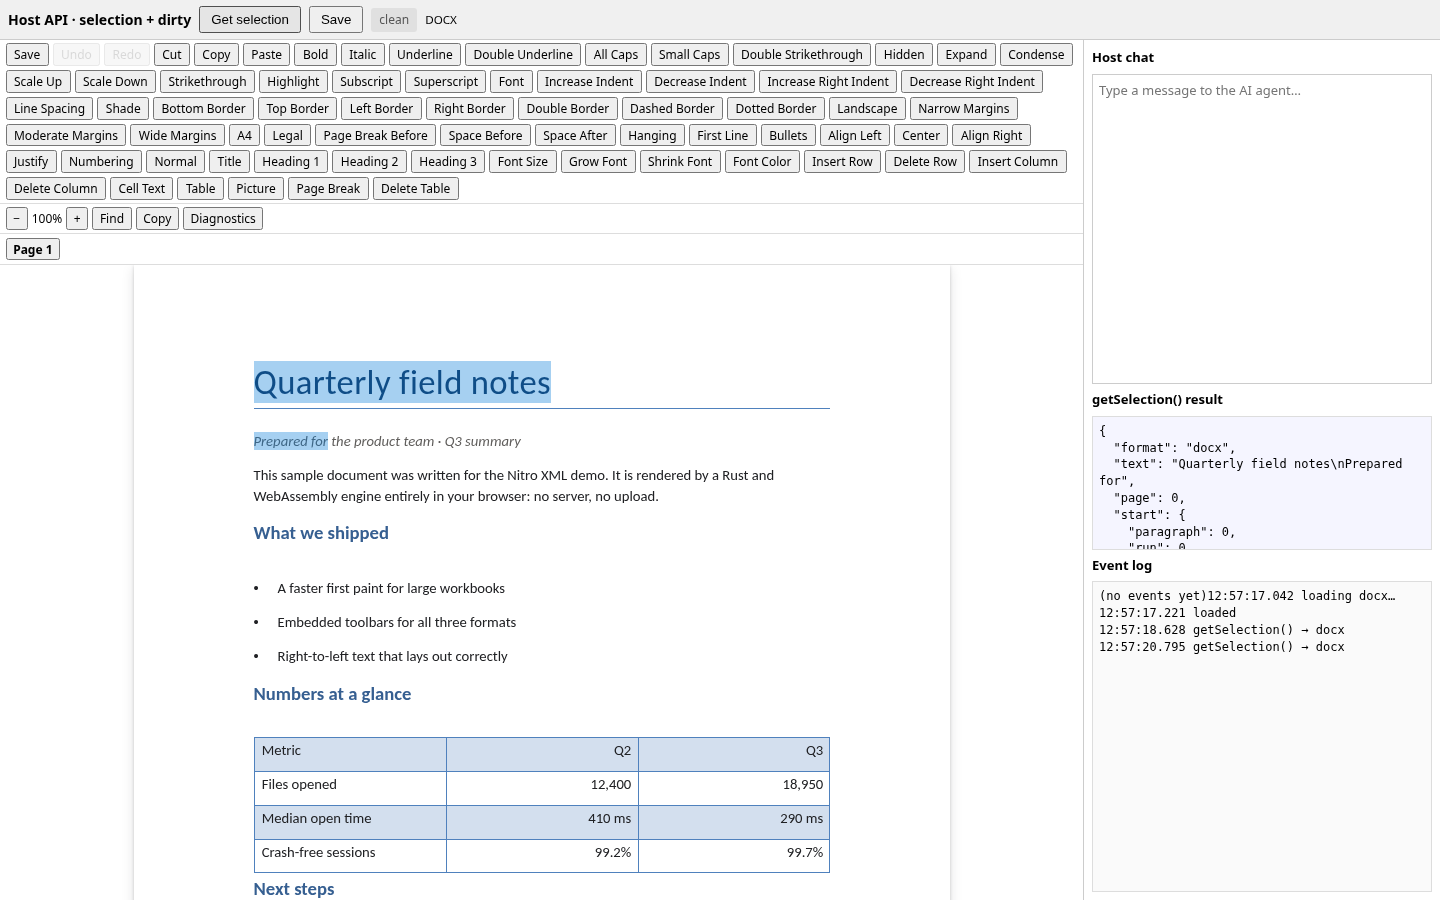 Host API · selection + dirty Get selection Save clean DOCX
Save Undo Redo Cut Copy Paste Bold Italic Underline Double Underline All Caps Small Caps Double Strikethrough Hidden Expand Condense
Scale Up Scale Down Strikethrough Highlight Subscript Superscript Font Increase Indent Decrease Indent Increase Right Indent Decrease Right Indent
Line Spacing Shade Bottom Border Top Border Left Border Right Border Double Border Dashed Border Dotted Border Landscape Narrow Margins
Moderate Margins Wide Margins A4 Legal Page Break Before Space Before Space After Hanging First Line Bullets Align Left Center Align Right
Justify Numbering Normal Title Heading 1 Heading 2 Heading 3 Font Size Grow Font Shrink Font Font Color Insert Row Delete Row Insert Column
Delete Column Cell Text Table Picture Page Break Delete Table
− 100% + Find Copy Diagnostics
Page 1
Quarterly field notes
Prepared for the product team · Q3 summary
This sample document was written for the Nitro XML demo. It is rendered by a Rust and
WebAssembly engine entirely in your browser: no server, no upload.
What we shipped
• A faster first paint for large workbooks
• Embedded toolbars for all three formats
• Right-to-left text that lays out correctly
Numbers at a glance
Metric Q2 Q3
Files opened 12,400 18,950
Median open time 410 ms 290 ms
Crash-free sessions 99.2% 99.7%
Next steps
Host chat
Type a message to the AI agent...
getSelection() result
{
"format": "docx",
"text": "Quarterly field notes\nPrepared
for",
"page": 0,
"start": {
"paragraph": 0,
"run": 0
Event log
(no events yet)12:57:17.042 loading docx…
12:57:17.221 loaded
12:57:18.628 getSelection() → docx
12:57:20.795 getSelection() → docx